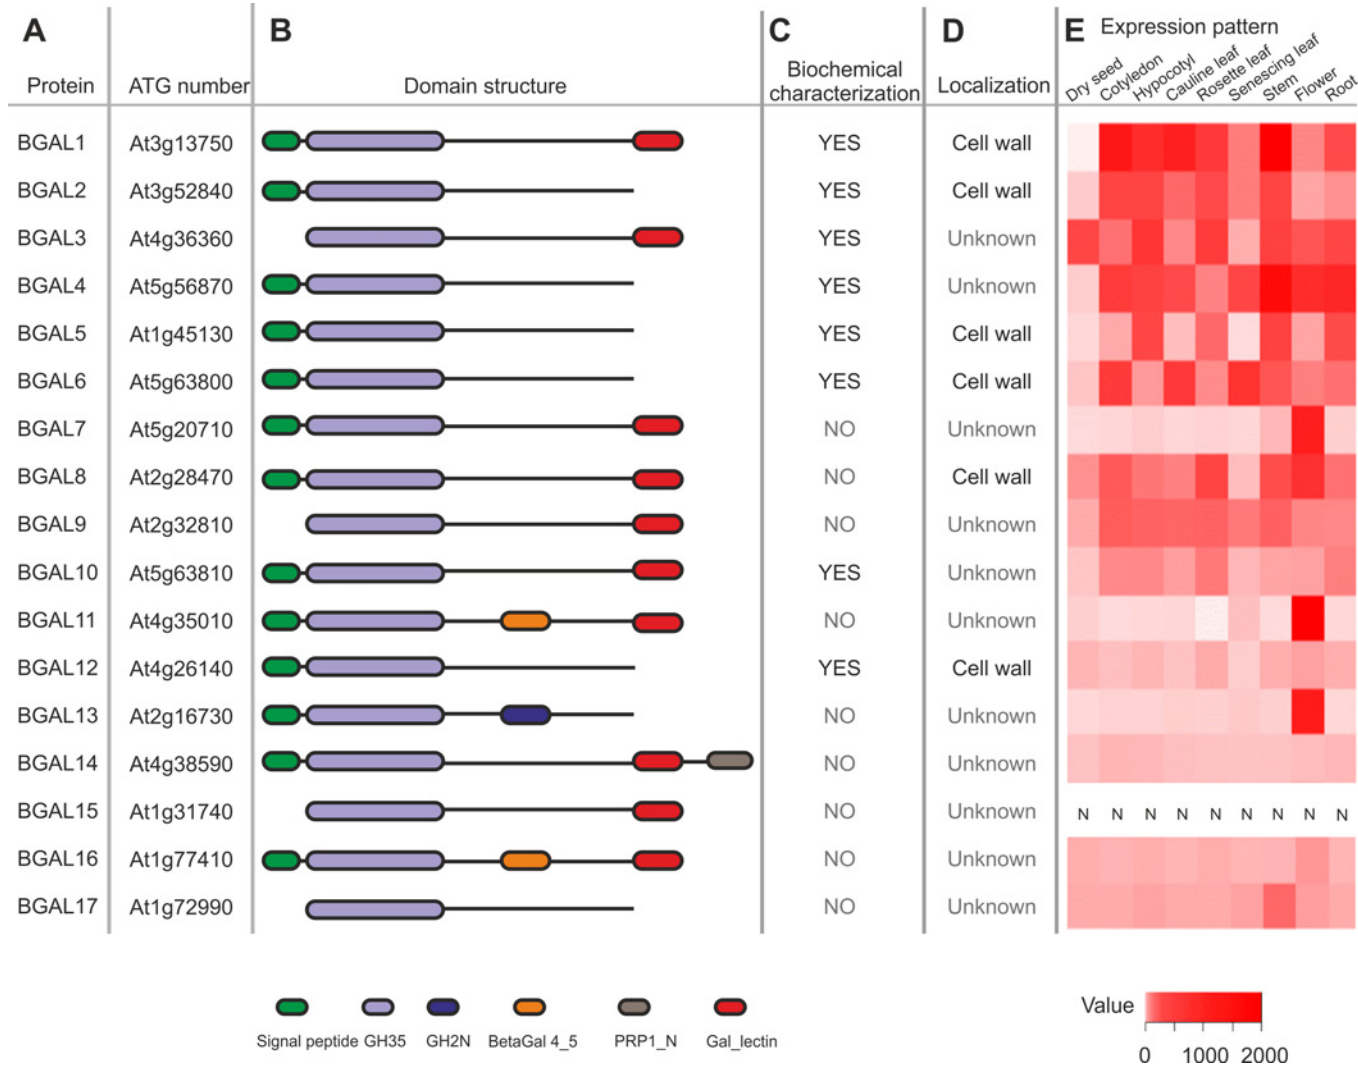 A B C D E Expression pattern
Protein ATG number Domain structure Biochemical characterization Localization Dry seed Cotyledon Hypocotyl Cauline leaf Rosette leaf Senescing leaf Stem Flower Root
BGAL1 At3g13750 YES Cell wall
BGAL2 At3g52840 YES Cell wall
BGAL3 At4g36360 YES Unknown
BGAL4 At5g56870 YES Unknown
BGAL5 At1g45130 YES Cell wall
BGAL6 At5g63800 YES Cell wall
BGAL7 At5g20710 NO Unknown
BGAL8 At2g28470 NO Cell wall
BGAL9 At2g32810 NO Unknown
BGAL10 At5g63810 YES Unknown
BGAL11 At4g35010 NO Unknown
BGAL12 At4g26140 YES Cell wall
BGAL13 At2g16730 NO Unknown
BGAL14 At4g38590 NO Unknown
BGAL15 At1g31740 NO Unknown N N N N N N N N N
BGAL16 At1g77410 NO Unknown
BGAL17 At1g72990 NO Unknown
Signal peptide GH35 GH2N BetaGal 4_5 PRP1_N Gal_lectin
Value
0 1000 2000